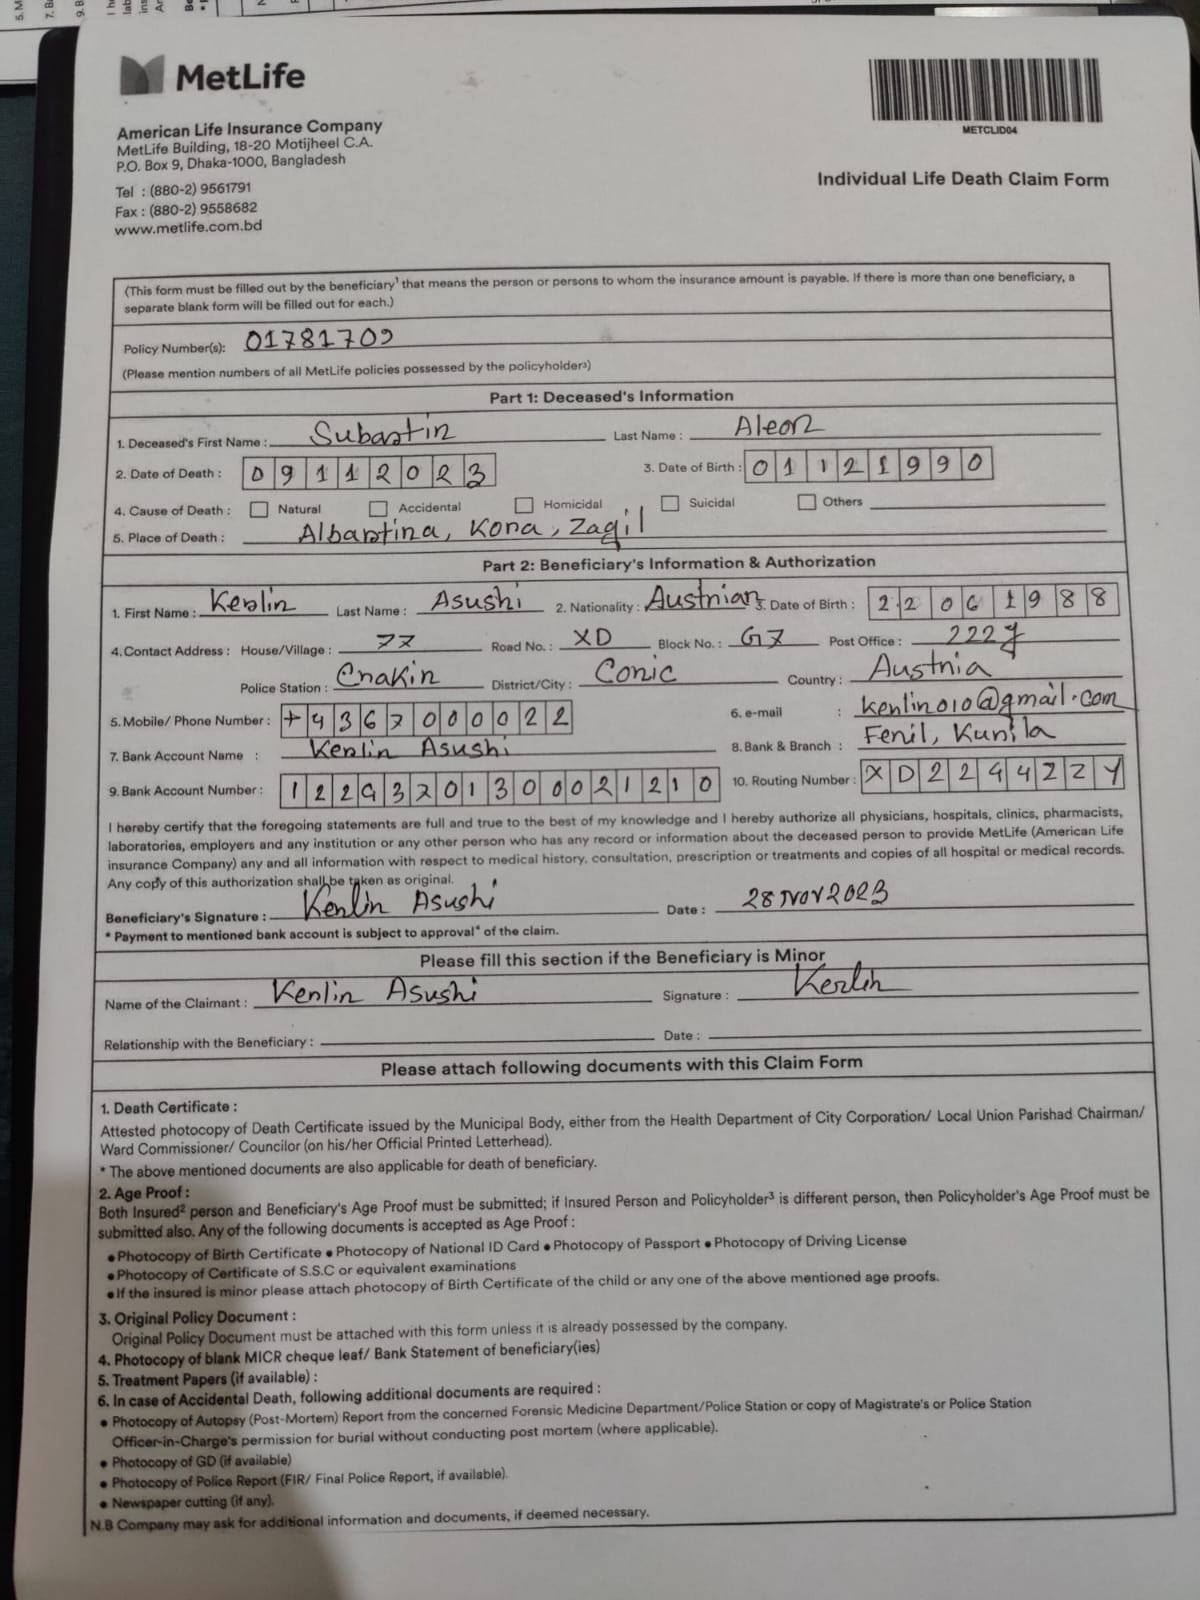 MetLife
American Life Insurance Company
MetLife Building, 18-20 Motijheel C.A.
P.O. Box 9, Dhaka-1000, Bangladesh
Tel : (880-2) 9561791
Fax : (880-2) 9558682
www.metlife.com.bd
METCLID04
Individual Life Death Claim Form
(This form must be filled out by the beneficiary¹ that means the person or persons to whom the insurance amount is payable. If there is more than one beneficiary, a
separate blank form will be filled out for each.)
Policy Number(s): 01781709
(Please mention numbers of all MetLife policies possessed by the policyholder³)
Part 1: Deceased's Information
1. Deceased's First Name : Subastin Last Name : Aleon
2. Date of Death : 09112023 3. Date of Birth : 01121990
4. Cause of Death : Natural Accidental Homicidal Suicidal Others
5. Place of Death : Albastina, Kona, Zagil
Part 2: Beneficiary's Information & Authorization
1. First Name : Kenlin Last Name : Asushi 2. Nationality : Austnian 3. Date of Birth : 22061988
4. Contact Address : House/Village : 77 Road No. : XD Block No. : G7 Post Office :
Police Station : Cnakin District/City : Conic Country : Austnia
5. Mobile/ Phone Number : +4367000022 6. e-mail : kenlin010@gmail.com
7. Bank Account Name : Kenlin Asushi 8. Bank & Branch : Fenil, Kunila
9. Bank Account Number : 10. Routing Number :
I hereby certify that the foregoing statements are full and true to the best of my knowledge and I hereby authorize all physicians, hospitals, clinics, pharmacists,
laboratories, employers and any institution or any other person who has any record or information about the deceased person to provide MetLife (American Life
insurance Company) any and all information with respect to medical history, consultation, prescription or treatments and copies of all hospital or medical records.
Any copy of this authorization shall be taken as original.
Beneficiary's Signature : Kenlin Asushi Date : 28 Nov 2023
* Payment to mentioned bank account is subject to approval⁴ of the claim.
Please fill this section if the Beneficiary is Minor
Name of the Claimant : Kenlin Asushi Signature : Kenlin
Relationship with the Beneficiary : Date :
Please attach following documents with this Claim Form
1. Death Certificate :
Attested photocopy of Death Certificate issued by the Municipal Body, either from the Health Department of City Corporation/ Local Union Parishad Chairman/
Ward Commissioner/ Councilor (on his/her Official Printed Letterhead).
* The above mentioned documents are also applicable for death of beneficiary.
2. Age Proof :
Both Insured² person and Beneficiary's Age Proof must be submitted; if Insured Person and Policyholder³ is different person, then Policyholder's Age Proof must be
submitted also. Any of the following documents is accepted as Age Proof :
• Photocopy of Birth Certificate • Photocopy of National ID Card • Photocopy of Passport • Photocopy of Driving License
• Photocopy of Certificate of S.S.C or equivalent examinations
• If the insured is minor please attach photocopy of Birth Certificate of the child or any one of the above mentioned age proofs.
3. Original Policy Document :
Original Policy Document must be attached with this form unless it is already possessed by the company.
4. Photocopy of blank MICR cheque leaf/ Bank Statement of beneficiary(ies)
5. Treatment Papers (if available) :
6. In case of Accidental Death, following additional documents are required :
• Photocopy of Autopsy (Post-Mortem) Report from the concerned Forensic Medicine Department/Police Station or copy of Magistrate's or Police Station
Officer-in-Charge's permission for burial without conducting post mortem (where applicable).
• Photocopy of GD (if available)
• Photocopy of Police Report (FIR/ Final Police Report, if available).
• Newspaper cutting (if any).
N.B Company may ask for additional information and documents, if deemed necessary.